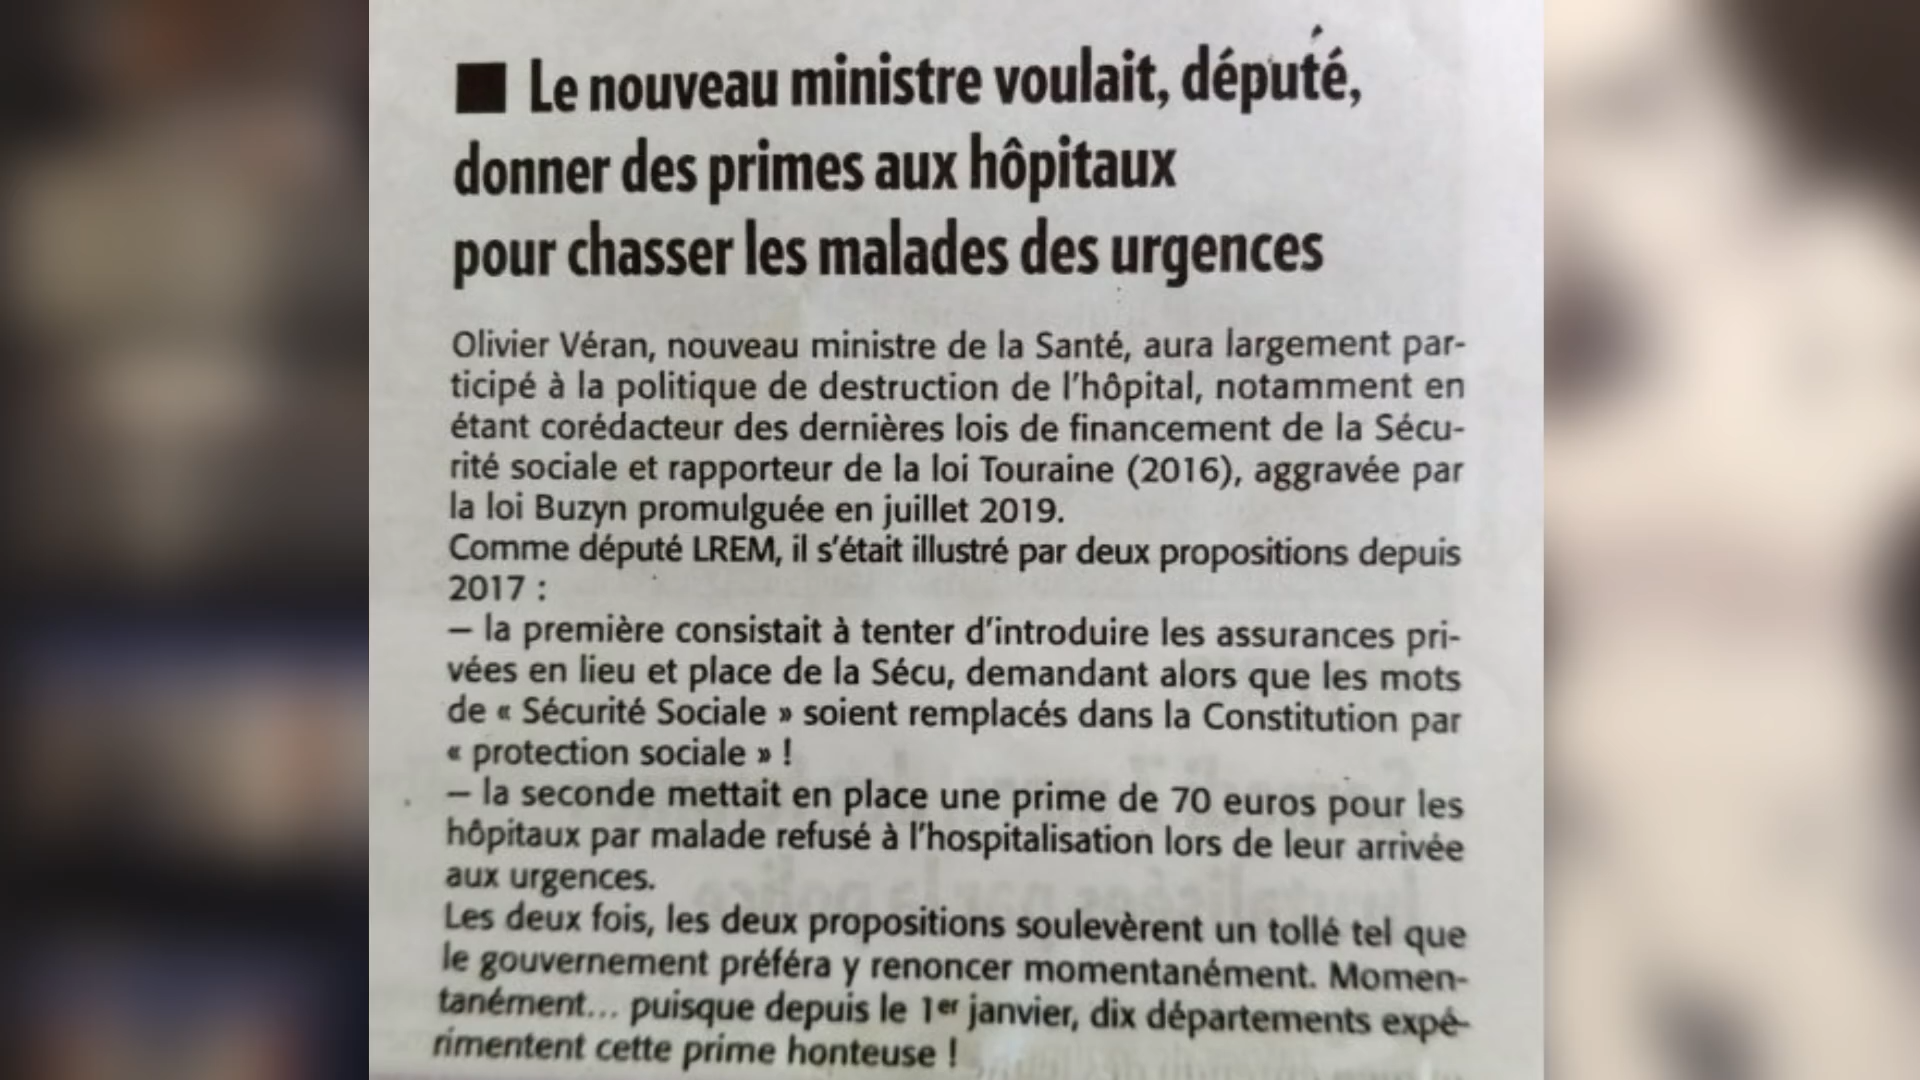 ■ Le nouveau ministre voulait, député,
donner des primes aux hôpitaux
pour chasser les malades des urgences
Olivier Véran, nouveau ministre de la Santé, aura largement par-
ticipé à la politique de destruction de l'hôpital, notamment en
étant corédacteur des dernières lois de financement de la Sécu-
rité sociale et rapporteur de la loi Touraine (2016), aggravée par
la loi Buzyn promulguée en juillet 2019.
Comme député LREM, il s'était illustré par deux propositions depuis
2017 :
– la première consistait à tenter d'introduire les assurances pri-
vées en lieu et place de la Sécu, demandant alors que les mots
de « Sécurité Sociale » soient remplacés dans la Constitution par
« protection sociale » !
– la seconde mettait en place une prime de 70 euros pour les
hôpitaux par malade refusé à l'hospitalisation lors de leur arrivée
aux urgences.
Les deux fois, les deux propositions soulevèrent un tollé tel que
le gouvernement préféra y renoncer momentanément. Momen-
tanément... puisque depuis le 1er janvier, dix départements expé-
rimentent cette prime honteuse !